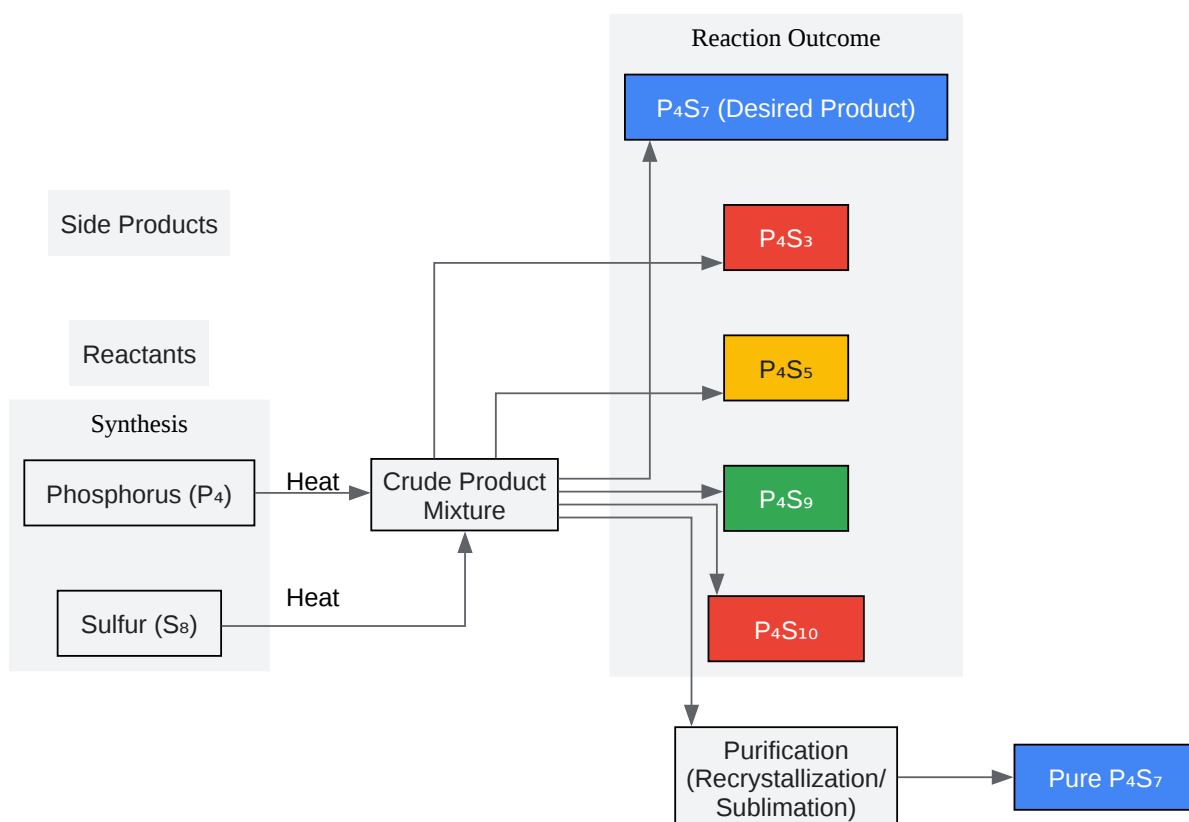 Reaction Outcome
P₄S₇ (Desired Product)
Side Products
P₄S₃
Reactants
P₄S₅
Synthesis
Phosphorus (P₄)
Heat
Crude Product
Mixture
P₄S₉
Sulfur (S₈)
Heat
P₄S₁₀
Purification
(Recrystallization/
Sublimation)
Pure P₄S₇